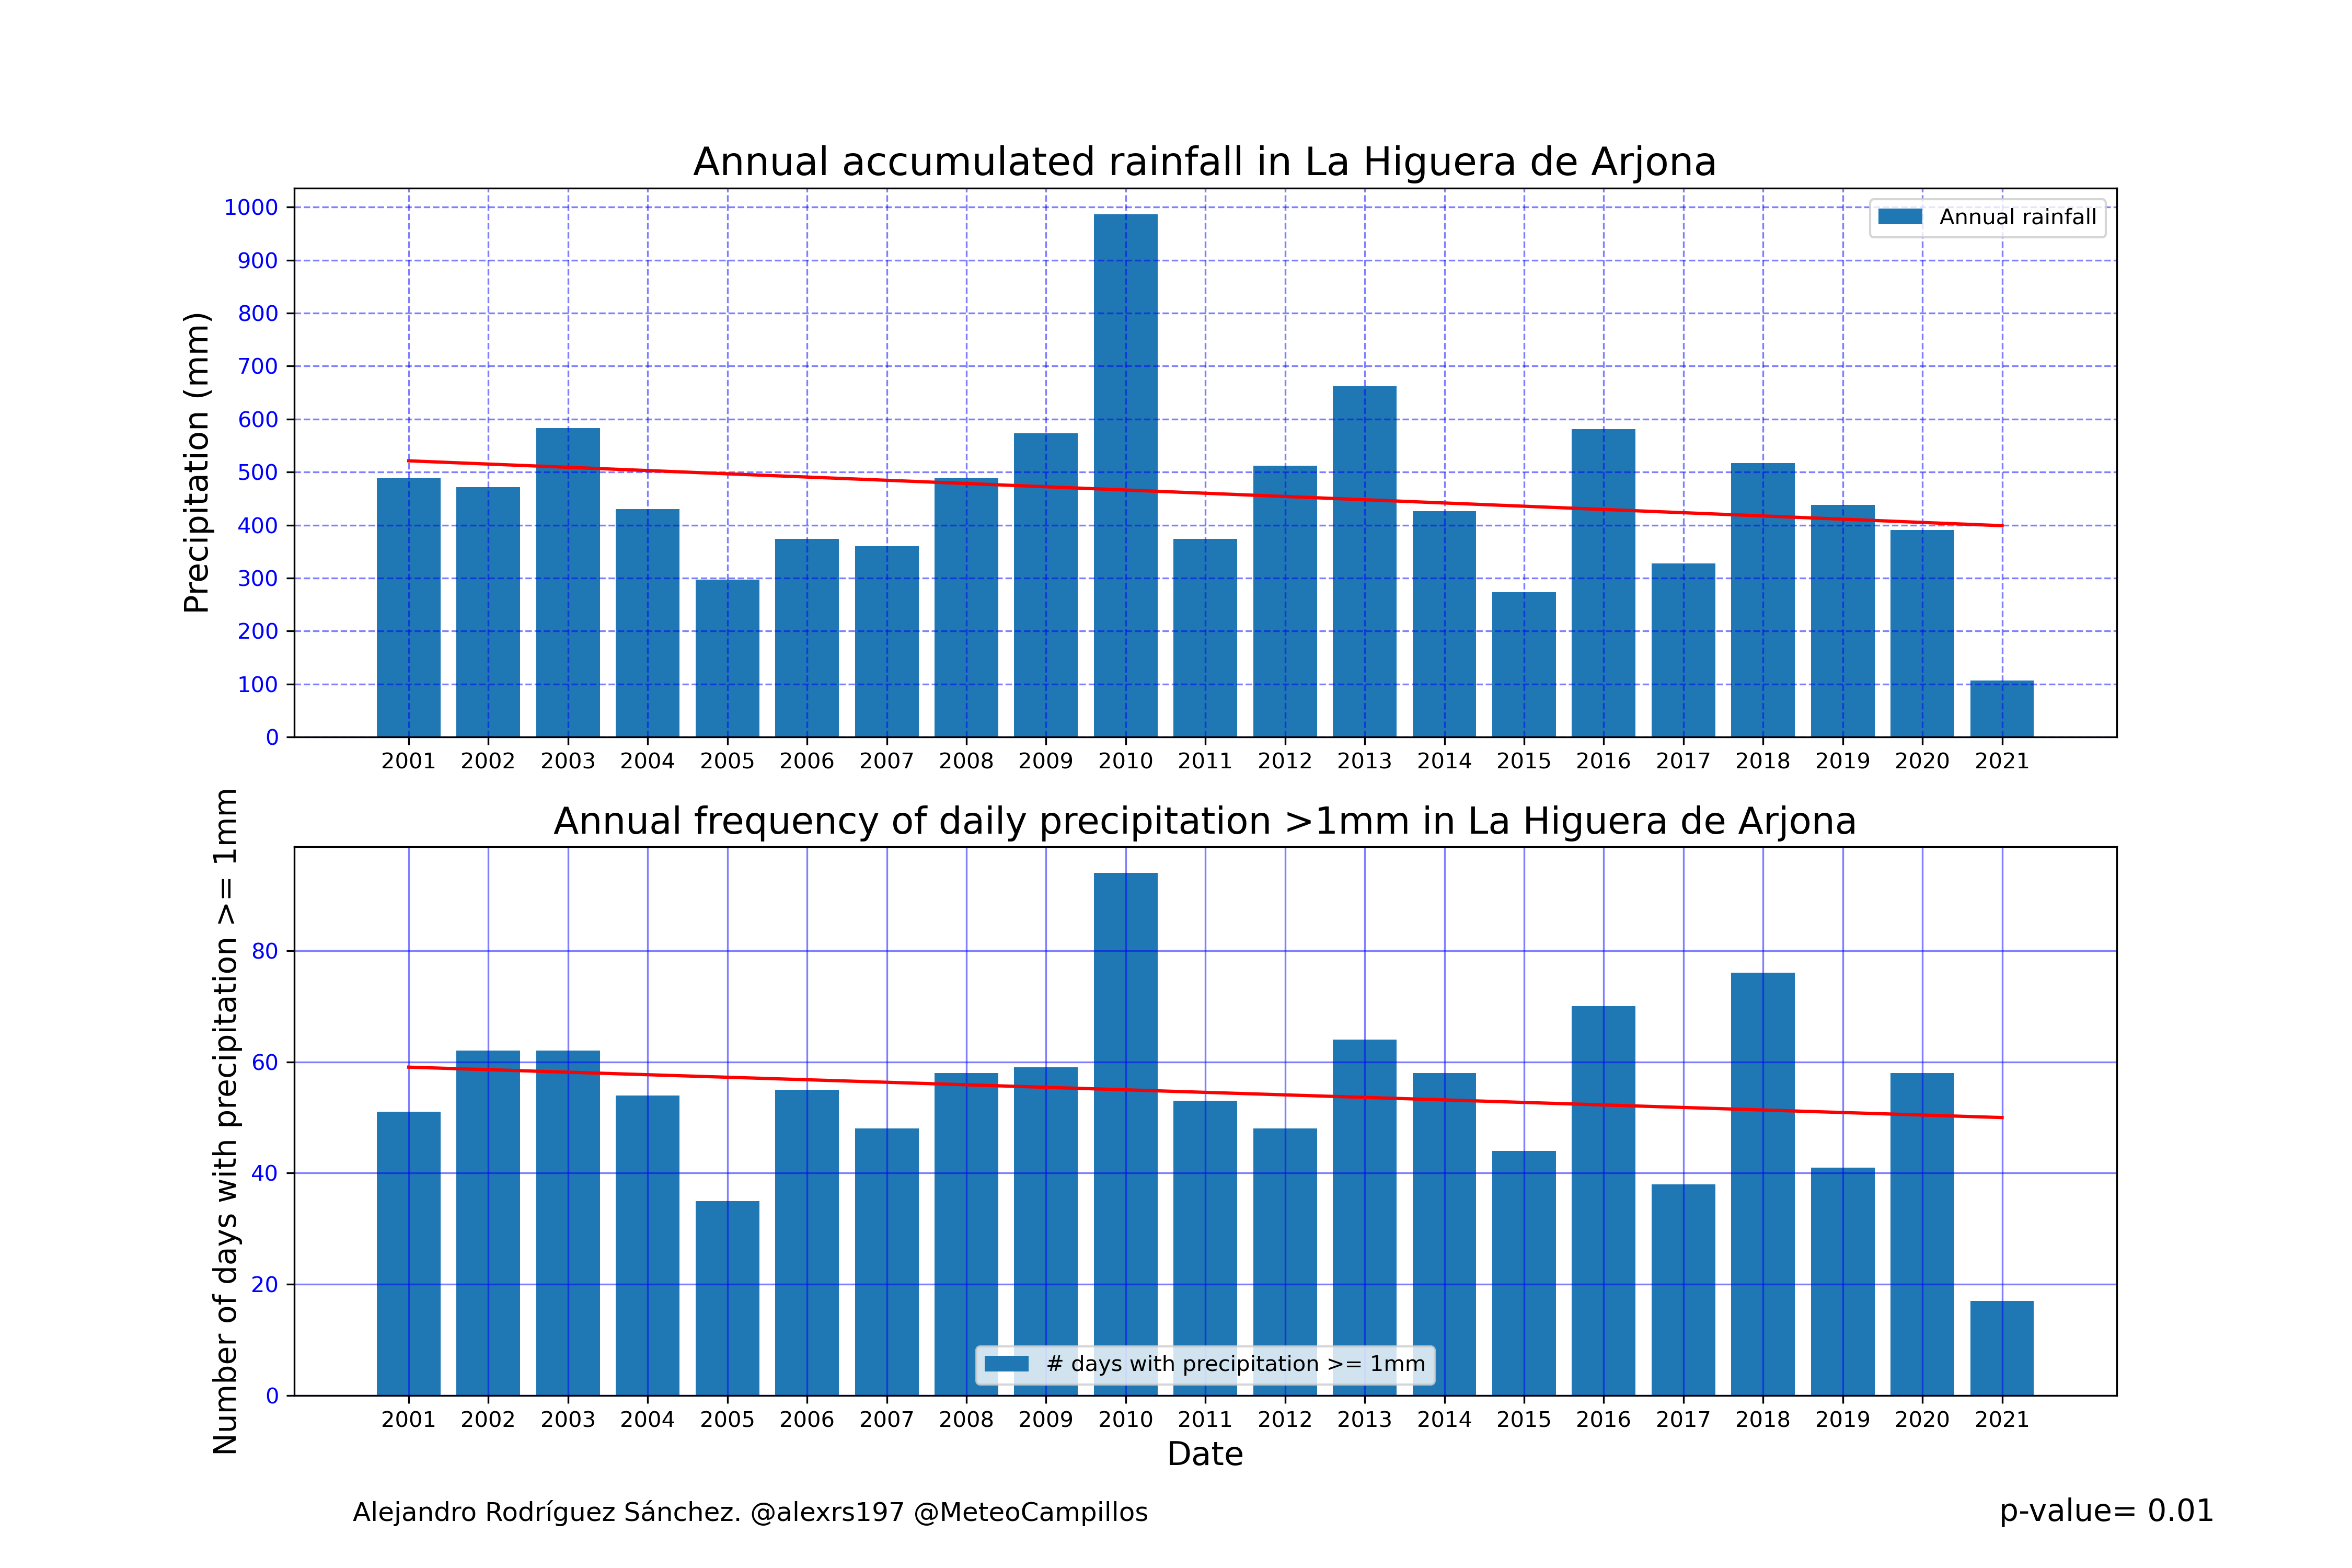 Annual accumulated rainfall in La Higuera de Arjona
Precipitation (mm)
1000
900
800
700
600
500
400
300
200
100
0
Annual rainfall
2001 2002 2003 2004 2005 2006 2007 2008 2009 2010 2011 2012 2013 2014 2015 2016 2017 2018 2019 2020 2021
Annual frequency of daily precipitation >1mm in La Higuera de Arjona
Number of days with precipitation >= 1mm
80
60
40
20
0
# days with precipitation >= 1mm
2001 2002 2003 2004 2005 2006 2007 2008 2009 2010 2011 2012 2013 2014 2015 2016 2017 2018 2019 2020 2021
Date
Alejandro Rodríguez Sánchez. @alexrs197 @MeteoCampillos
p-value= 0.01